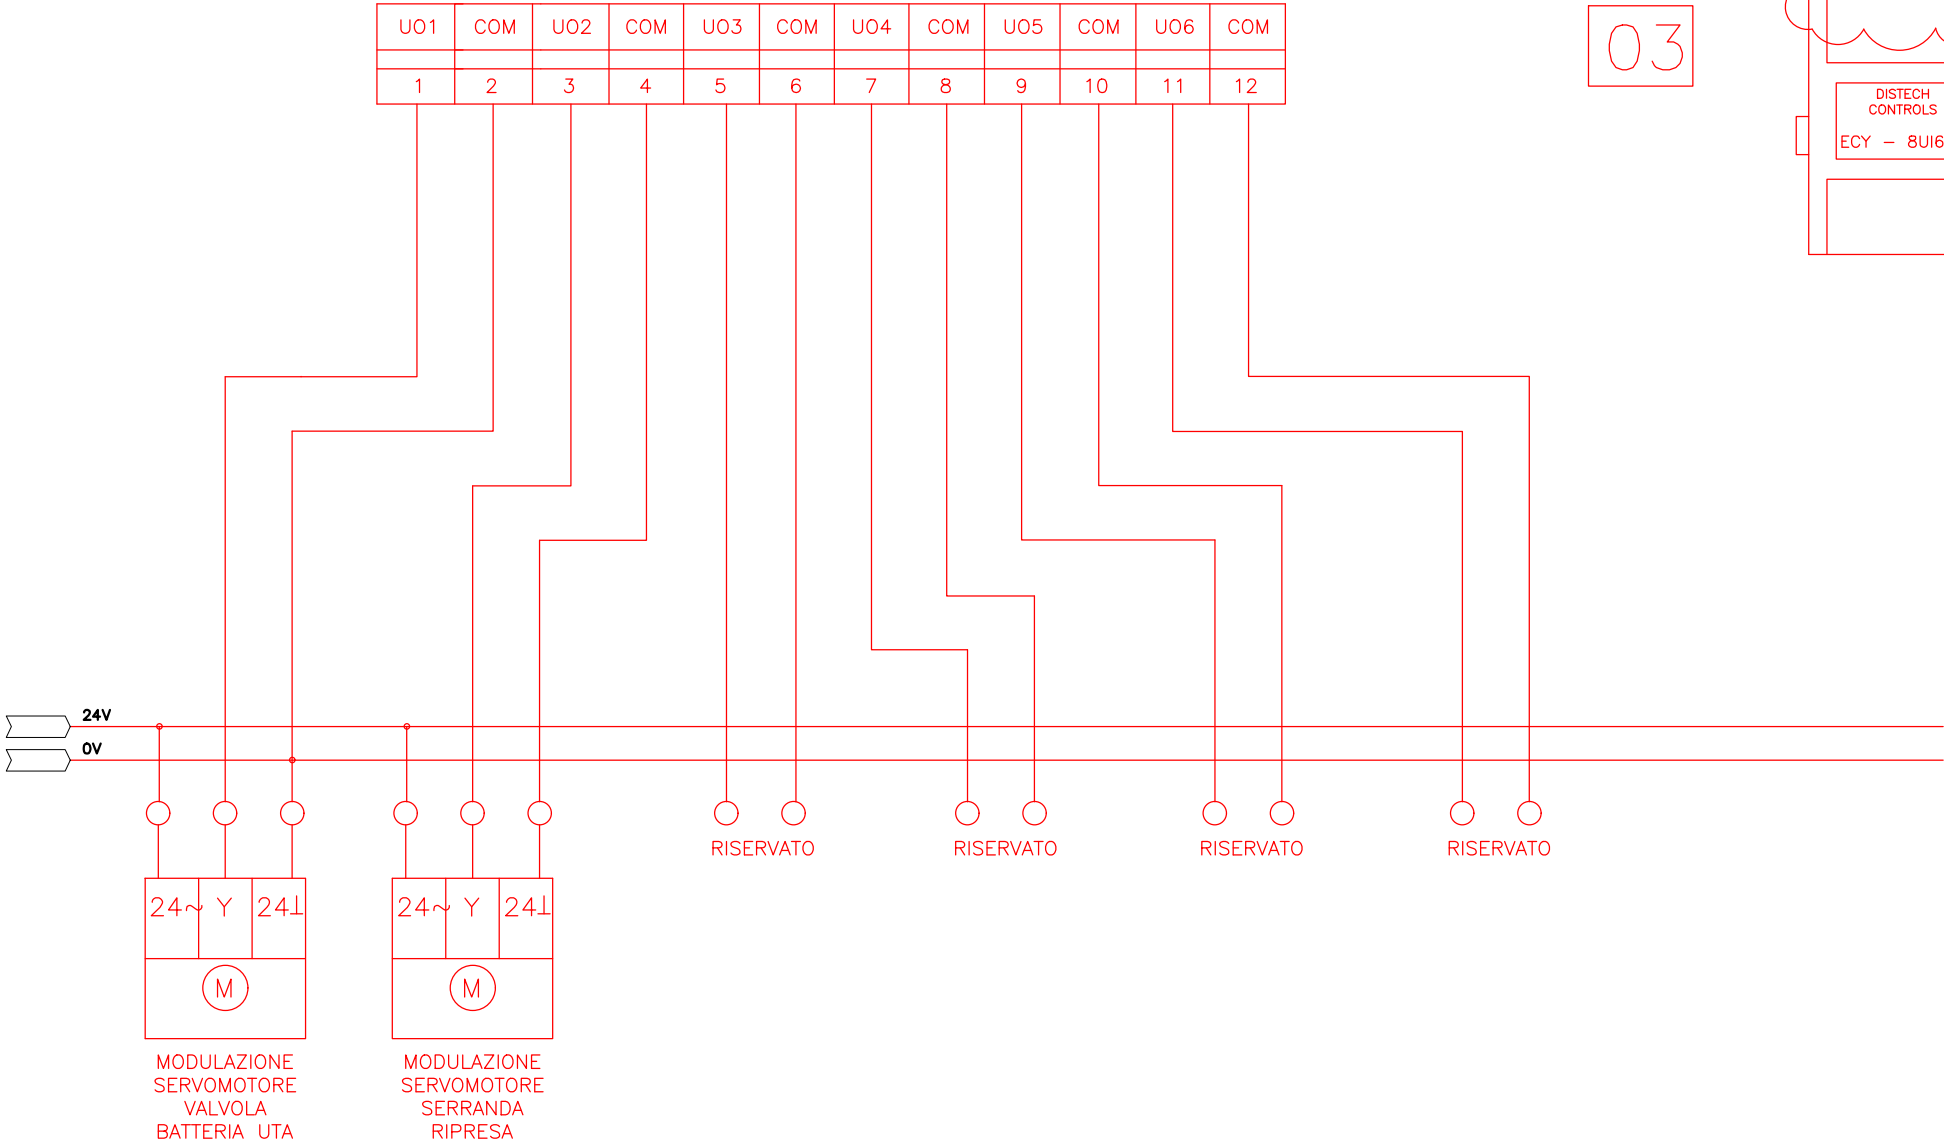 UO1 COM UO2 COM UO3 COM UO4 COM UO5 COM UO6 COM
1 2 3 4 5 6 7 8 9 10 11 12
03
DISTECH
CONTROLS
ECY - 8UI6
24V
0V
RISERVATO RISERVATO RISERVATO RISERVATO
24~ Y 24⊥ 24~ Y 24⊥
M M
MODULAZIONE
SERVOMOTORE
VALVOLA
BATTERIA UTA
MODULAZIONE
SERVOMOTORE
SERRANDA
RIPRESA